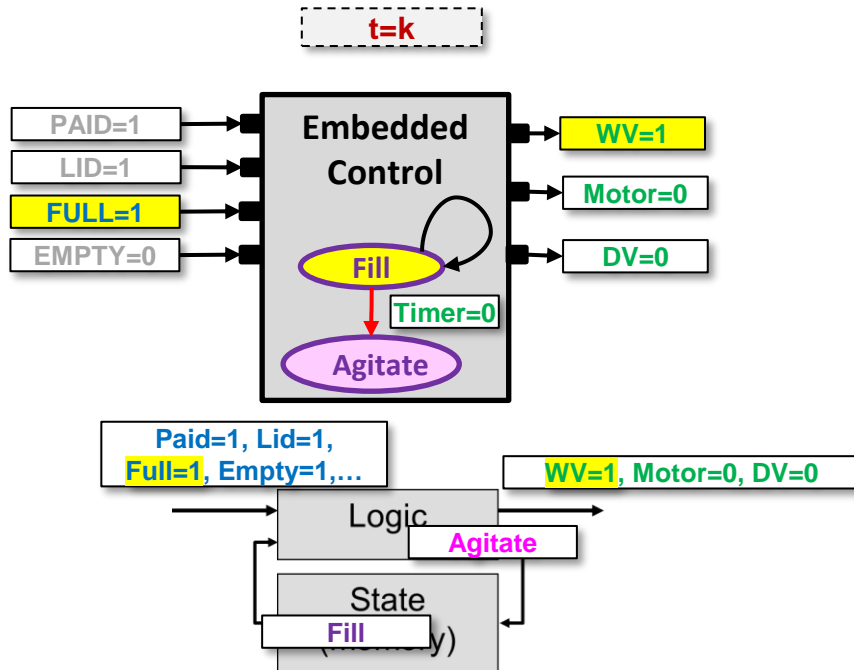 t=k
PAID=1
LID=1
FULL=1
EMPTY=0
Embedded
Control
Fill
Timer=0
Agitate
WV=1
Motor=0
DV=0
Paid=1, Lid=1,
Full=1, Empty=1,…
WV=1, Motor=0, DV=0
Logic
Agitate
State
Fill